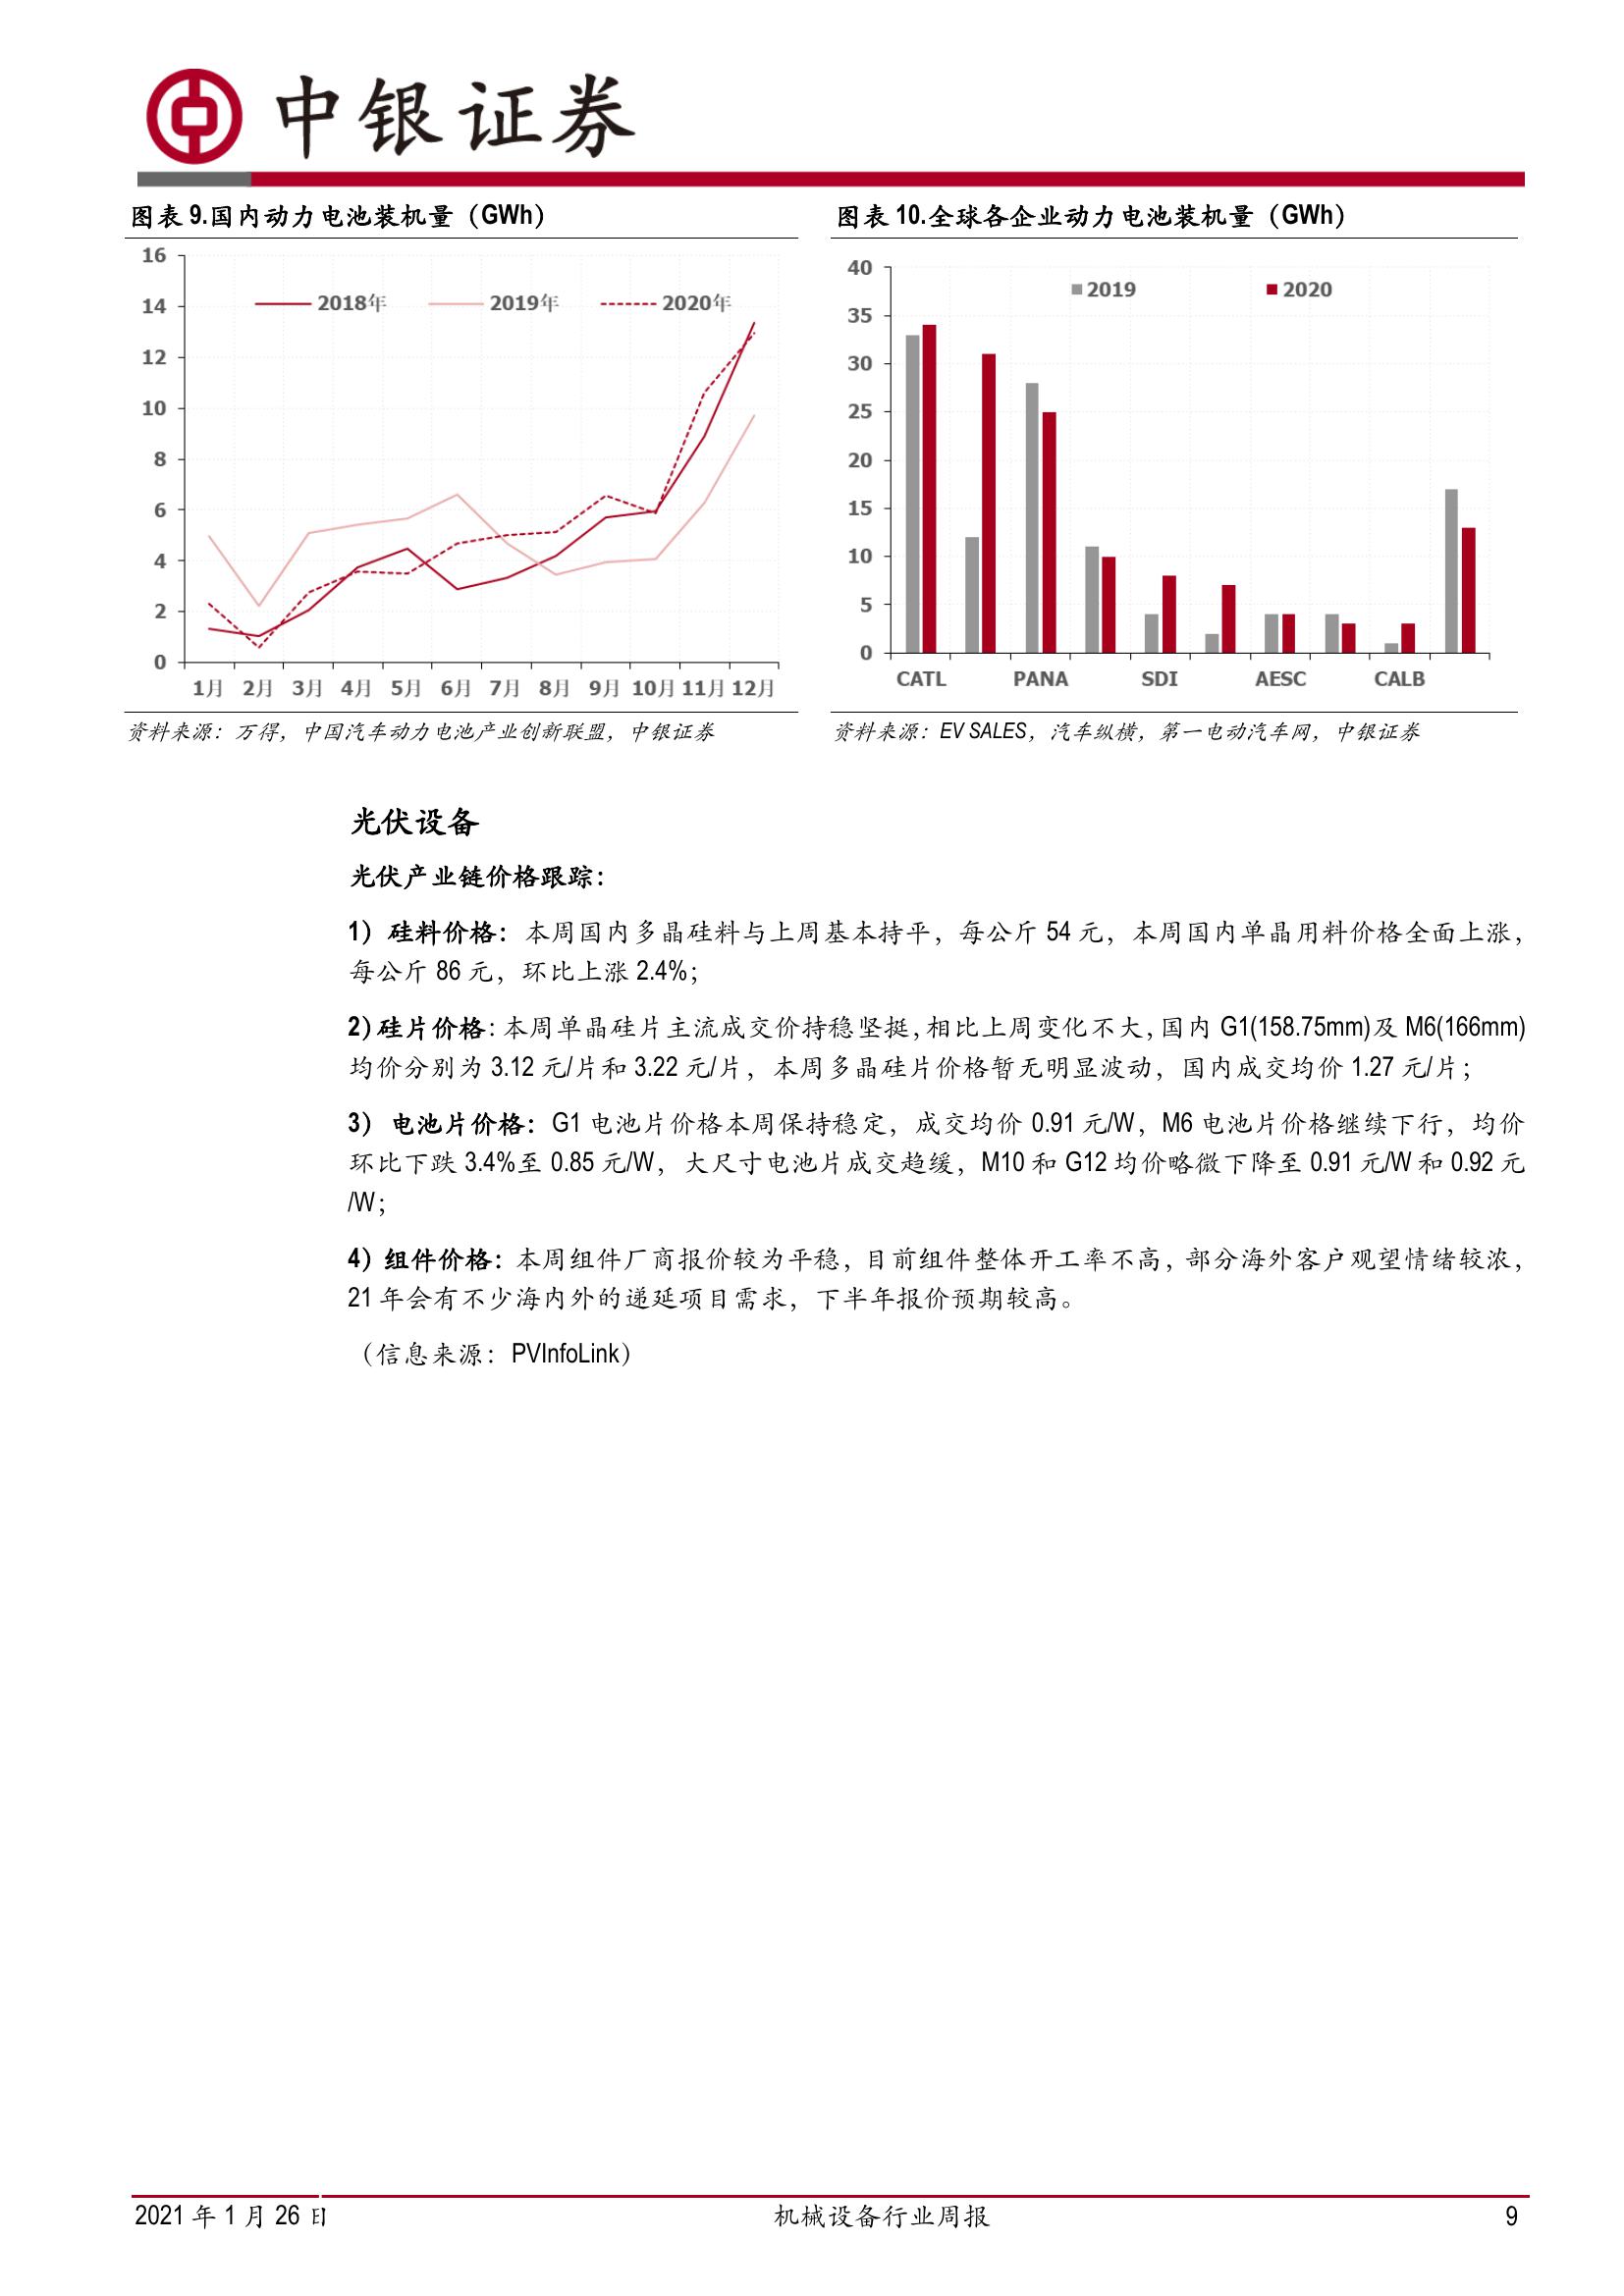 中银证券
图表 9.国内动力电池装机量（GWh）
16
14
12
10
8
6
4
2
0
2018年 2019年 2020年
1月 2月 3月 4月 5月 6月 7月 8月 9月 10月 11月 12月
资料来源：万得，中国汽车动力电池产业创新联盟，中银证券
图表 10.全球各企业动力电池装机量（GWh）
40
35
30
25
20
15
10
5
0
2019 2020
CATL PANA SDI AESC CALB
资料来源：EV SALES，汽车纵横，第一电动汽车网，中银证券
光伏设备
光伏产业链价格跟踪：
1）硅料价格：本周国内多晶硅料与上周基本持平，每公斤 54 元，本周国内单晶用料价格全面上涨，
每公斤 86 元，环比上涨 2.4%；
2）硅片价格：本周单晶硅片主流成交价持稳坚挺，相比上周变化不大，国内 G1(158.75mm)及 M6(166mm)
均价分别为 3.12 元/片和 3.22 元/片，本周多晶硅片价格暂无明显波动，国内成交均价 1.27 元/片；
3）电池片价格：G1 电池片价格本周保持稳定，成交均价 0.91 元/W，M6 电池片价格继续下行，均价
环比下跌 3.4%至 0.85 元/W，大尺寸电池片成交趋缓，M10 和 G12 均价略微下降至 0.91 元/W 和 0.92 元
/W；
4）组件价格：本周组件厂商报价较为平稳，目前组件整体开工率不高，部分海外客户观望情绪较浓，
21 年会有不少海内外的递延项目需求，下半年报价预期较高。
（信息来源：PVInfoLink）
2021 年 1 月 26 日 机械设备行业周报 9